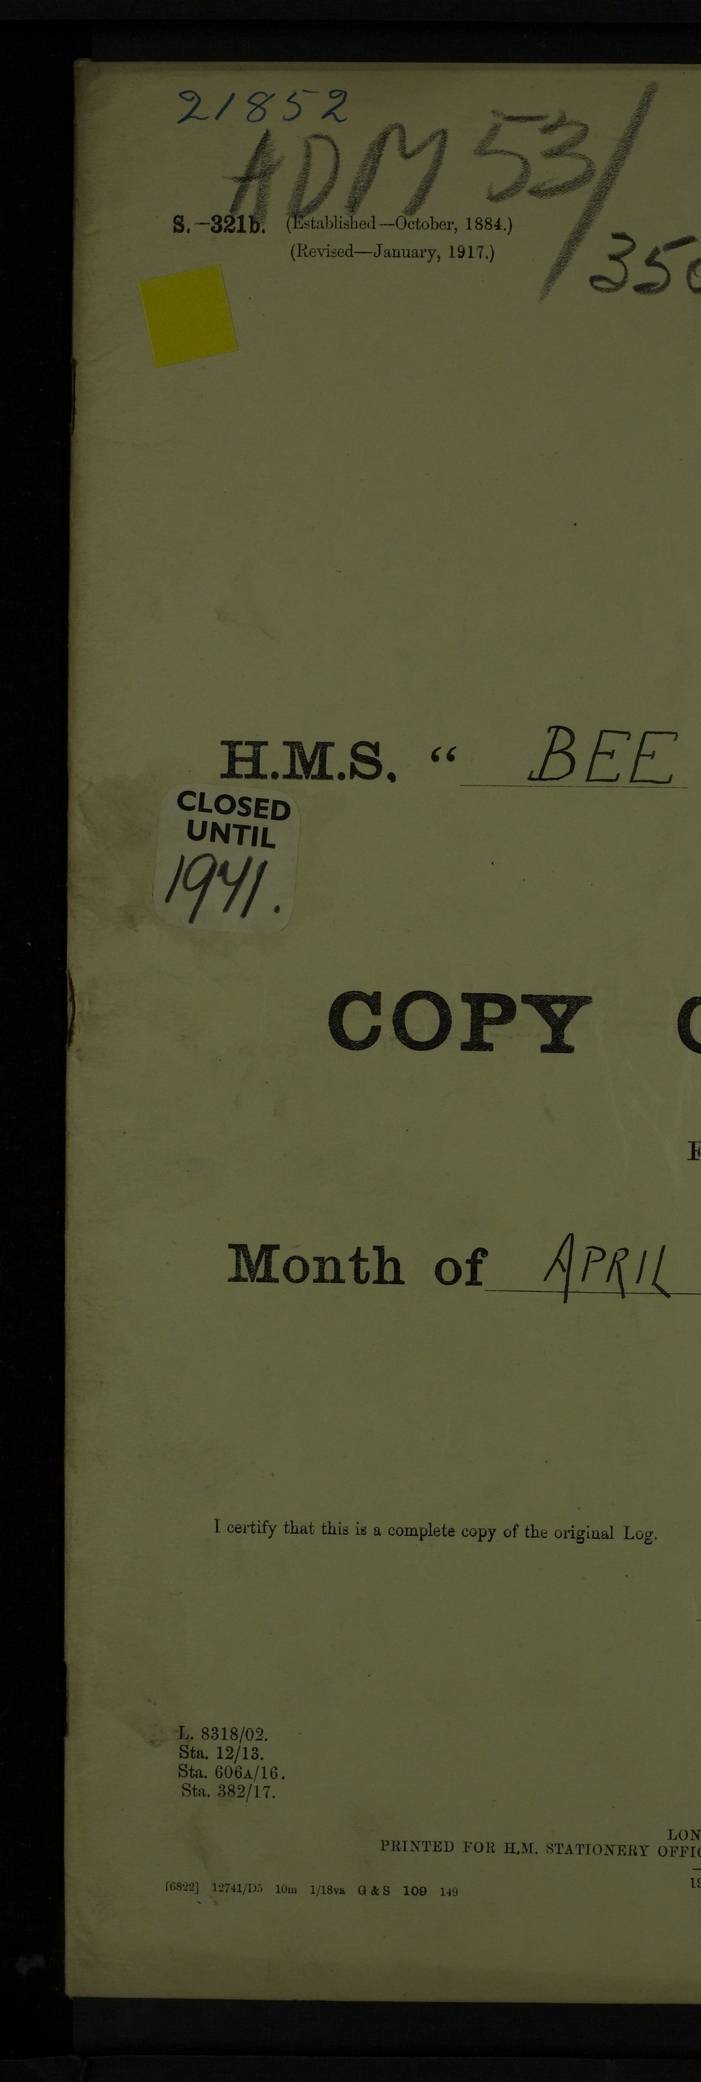 21852
ADM 53/
S.—321b. (Established—October, 1884.)
(Revised—January, 1917.)
H.M.S. “ BEE
CLOSED
UNTIL
1941.
COPY
Month of APRIL
I certify that this is a complete copy of the original Log.
L. 8318/02.
Sta. 12/13.
Sta. 606A/16.
Sta. 382/17.
PRINTED FOR H.M. STATIONERY
[6822] 12741/D5 10m 1/18va G & S 109 149